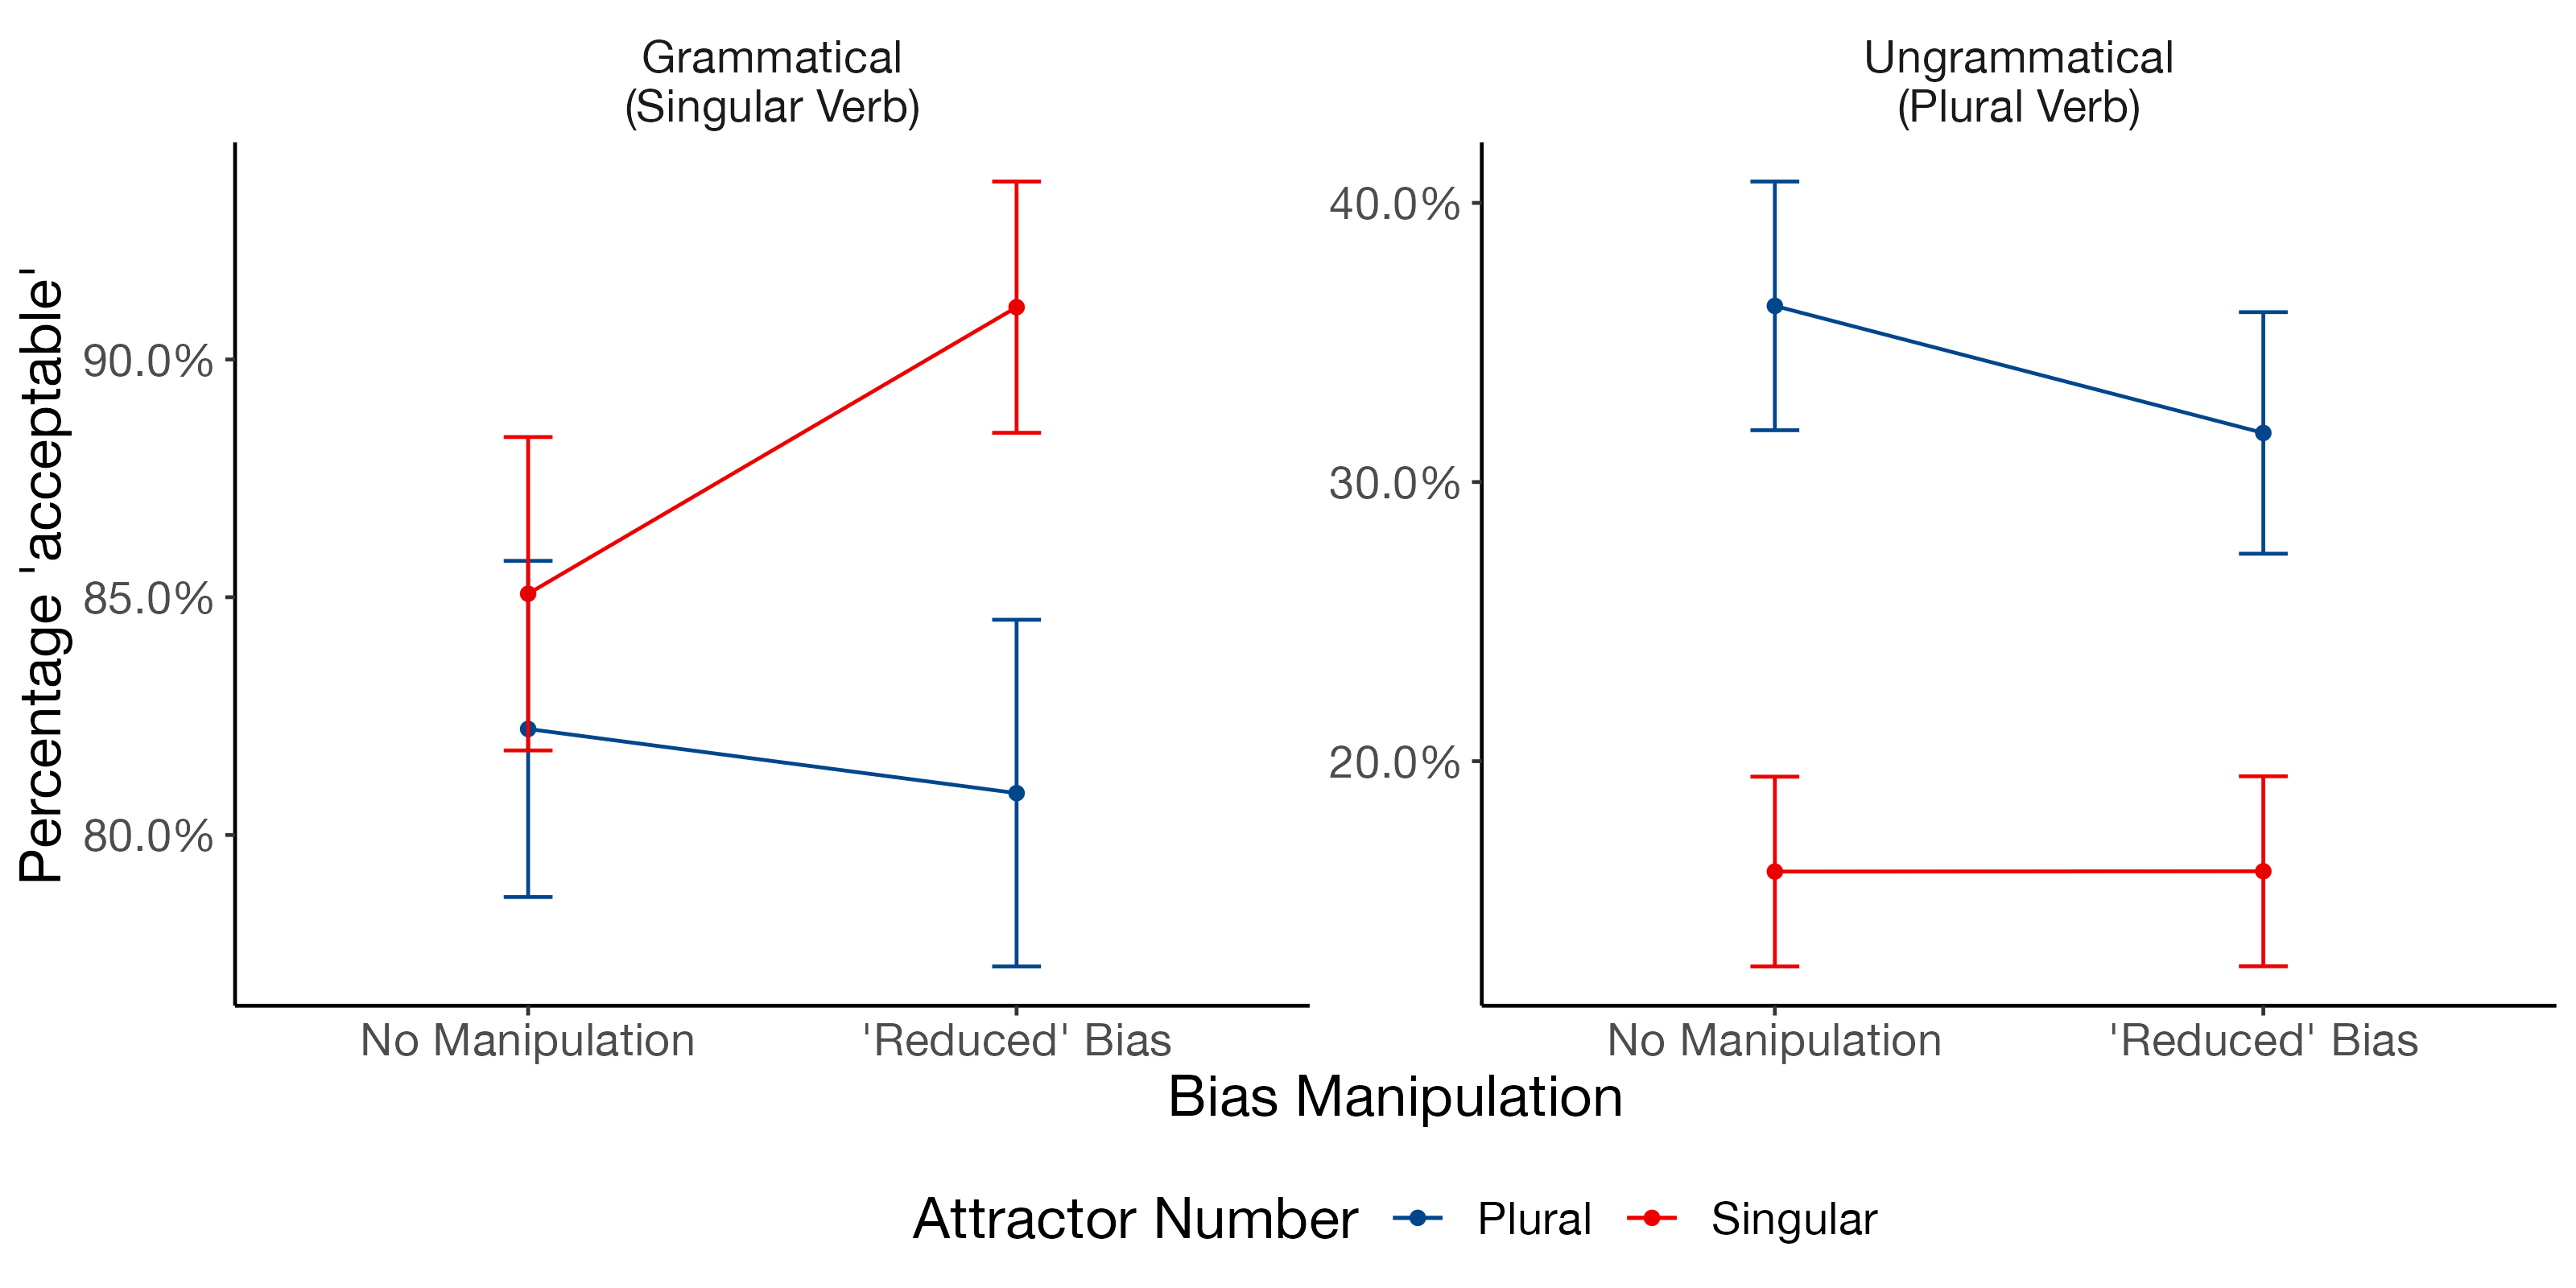 Grammatical
(Singular Verb)
Ungrammatical
(Plural Verb)
Percentage 'acceptable'
90.0%
85.0%
80.0%
40.0%
30.0%
20.0%
No Manipulation
'Reduced' Bias
No Manipulation
'Reduced' Bias
Bias Manipulation
Attractor Number Plural Singular